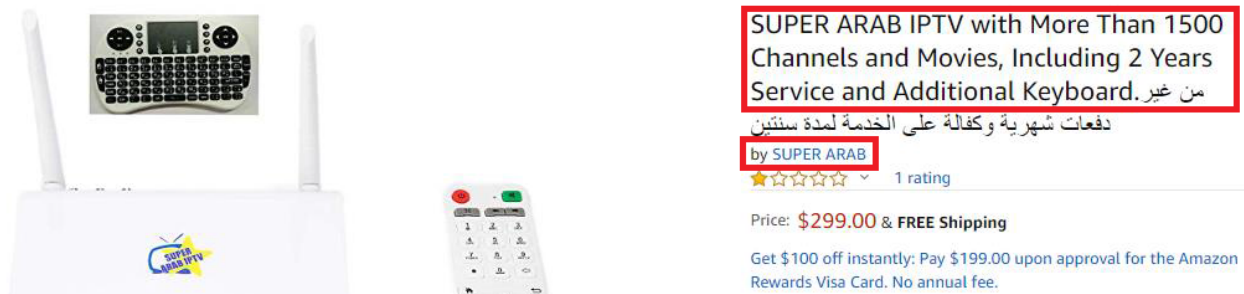 SUPER ARAB IPTV with More Than 1500
Channels and Movies, Including 2 Years
Service and Additional Keyboard.من غير
دفعات شهرية وكفالة على الخدمة لمدة سنتين
by SUPER ARAB
1 rating
Price: $299.00 & FREE Shipping
Get $100 off instantly: Pay $199.00 upon approval for the Amazon
Rewards Visa Card. No annual fee.
SUPER
ARAB IPTV